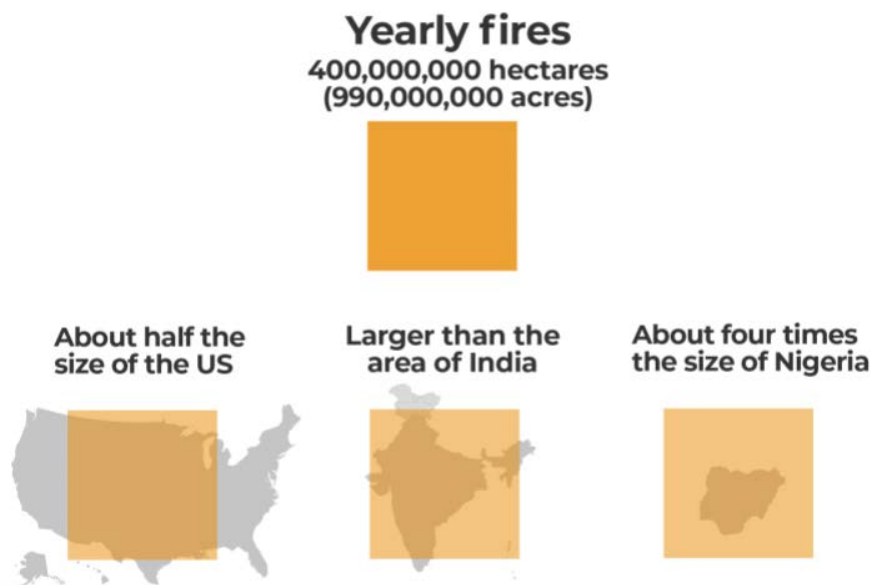 Yearly fires
400,000,000 hectares
(990,000,000 acres)
About half the
size of the US
Larger than the
area of India
About four times
the size of Nigeria